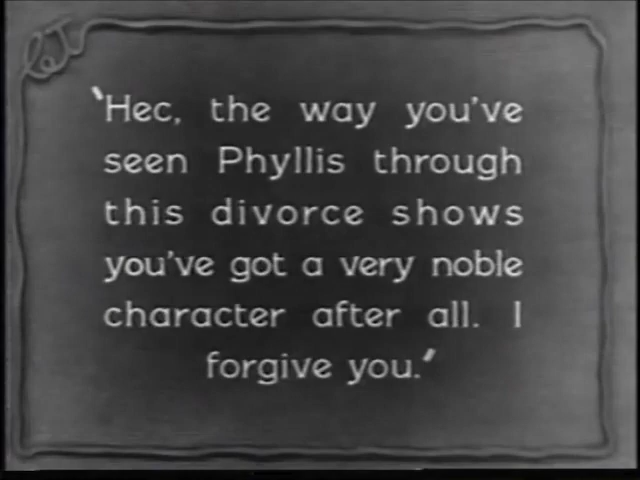 'Hec, the way you've
seen Phyllis through
this divorce shows
you've got a very noble
character after all. I
forgive you.'